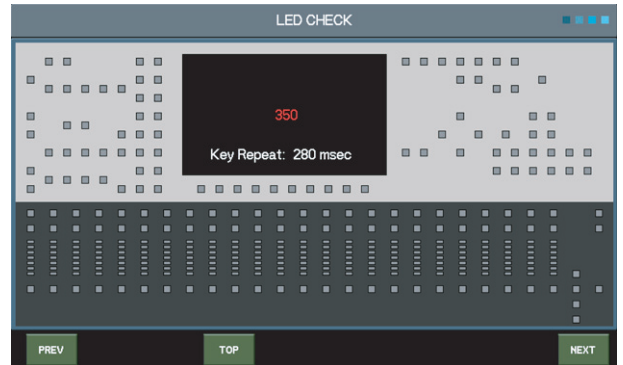 LED CHECK
350
Key Repeat: 280 msec
PREV
TOP
NEXT